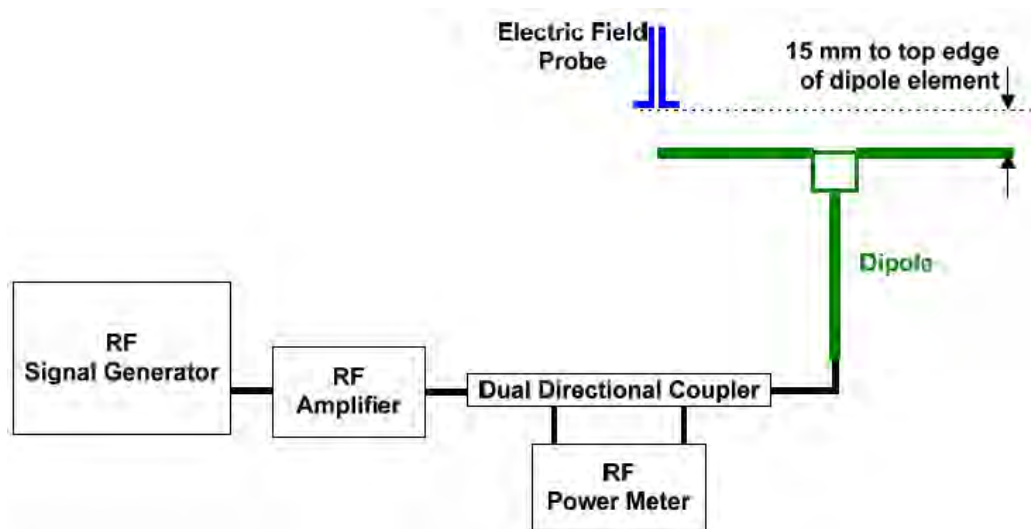 Electric Field
Probe
15 mm to top edge
of dipole element
Dipole
RF
Signal Generator
RF
Amplifier
Dual Directional Coupler
RF
Power Meter